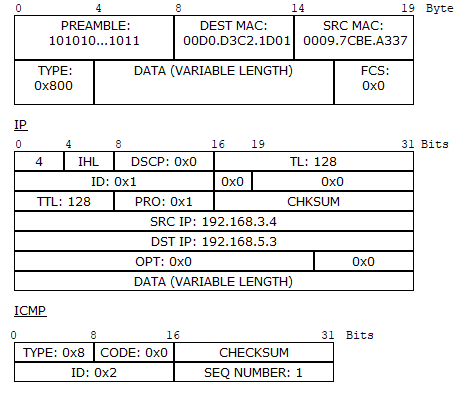 0 4 8 14 19 Byte
PREAMBLE: DEST MAC: SRC MAC:
101010...1011 00D0.D3C2.1D01 0009.7CBE.A337
TYPE: DATA (VARIABLE LENGTH) FCS:
0x800 0x0
IP
0 4 8 16 19 31 Bits
4 IHL DSCP: 0x0 TL: 128
ID: 0x1 0x0 0x0
TTL: 128 PRO: 0x1 CHKSUM
SRC IP: 192.168.3.4
DST IP: 192.168.5.3
OPT: 0x0 0x0
DATA (VARIABLE LENGTH)
ICMP
0 8 16 31 Bits
TYPE: 0x8 CODE: 0x0 CHECKSUM
ID: 0x2 SEQ NUMBER: 1